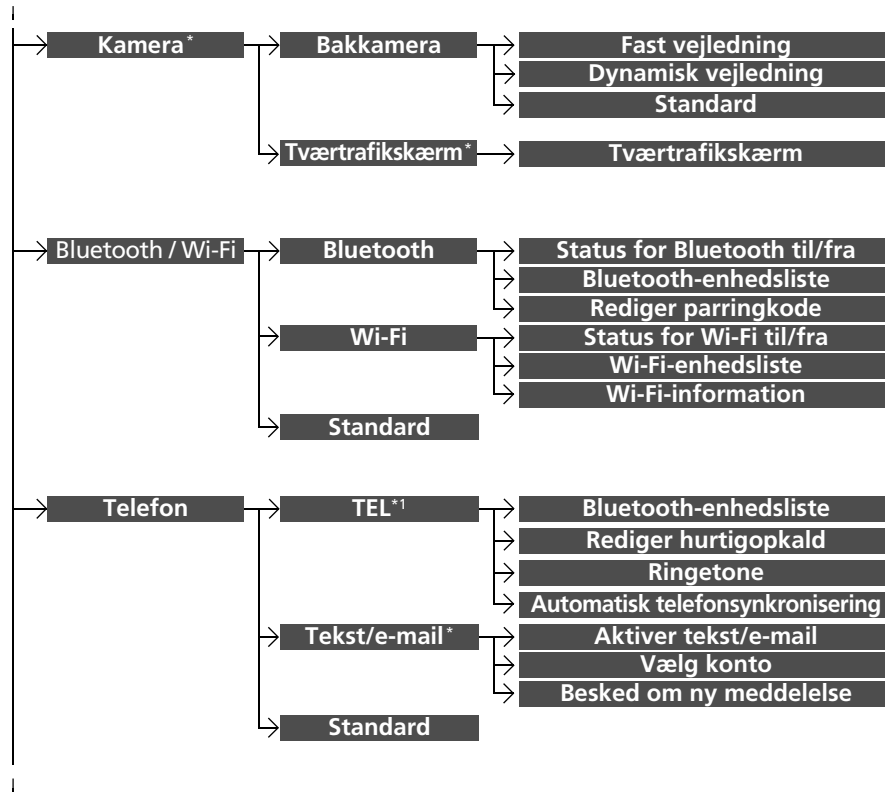 Kamera*
Bakkamera
Fast vejledning
Dynamisk vejledning
Standard
Tværtrafikskærm*
Tværtrafikskærm
Bluetooth / Wi-Fi
Bluetooth
Status for Bluetooth til/fra
Bluetooth-enhedsliste
Rediger parringkode
Wi-Fi
Status for Wi-Fi til/fra
Wi-Fi-enhedsliste
Wi-Fi-information
Standard
Telefon
TEL*1
Bluetooth-enhedsliste
Rediger hurtigopkald
Ringetone
Automatisk telefonsynkronisering
Tekst/e-mail*
Aktiver tekst/e-mail
Vælg konto
Besked om ny meddelelse
Standard